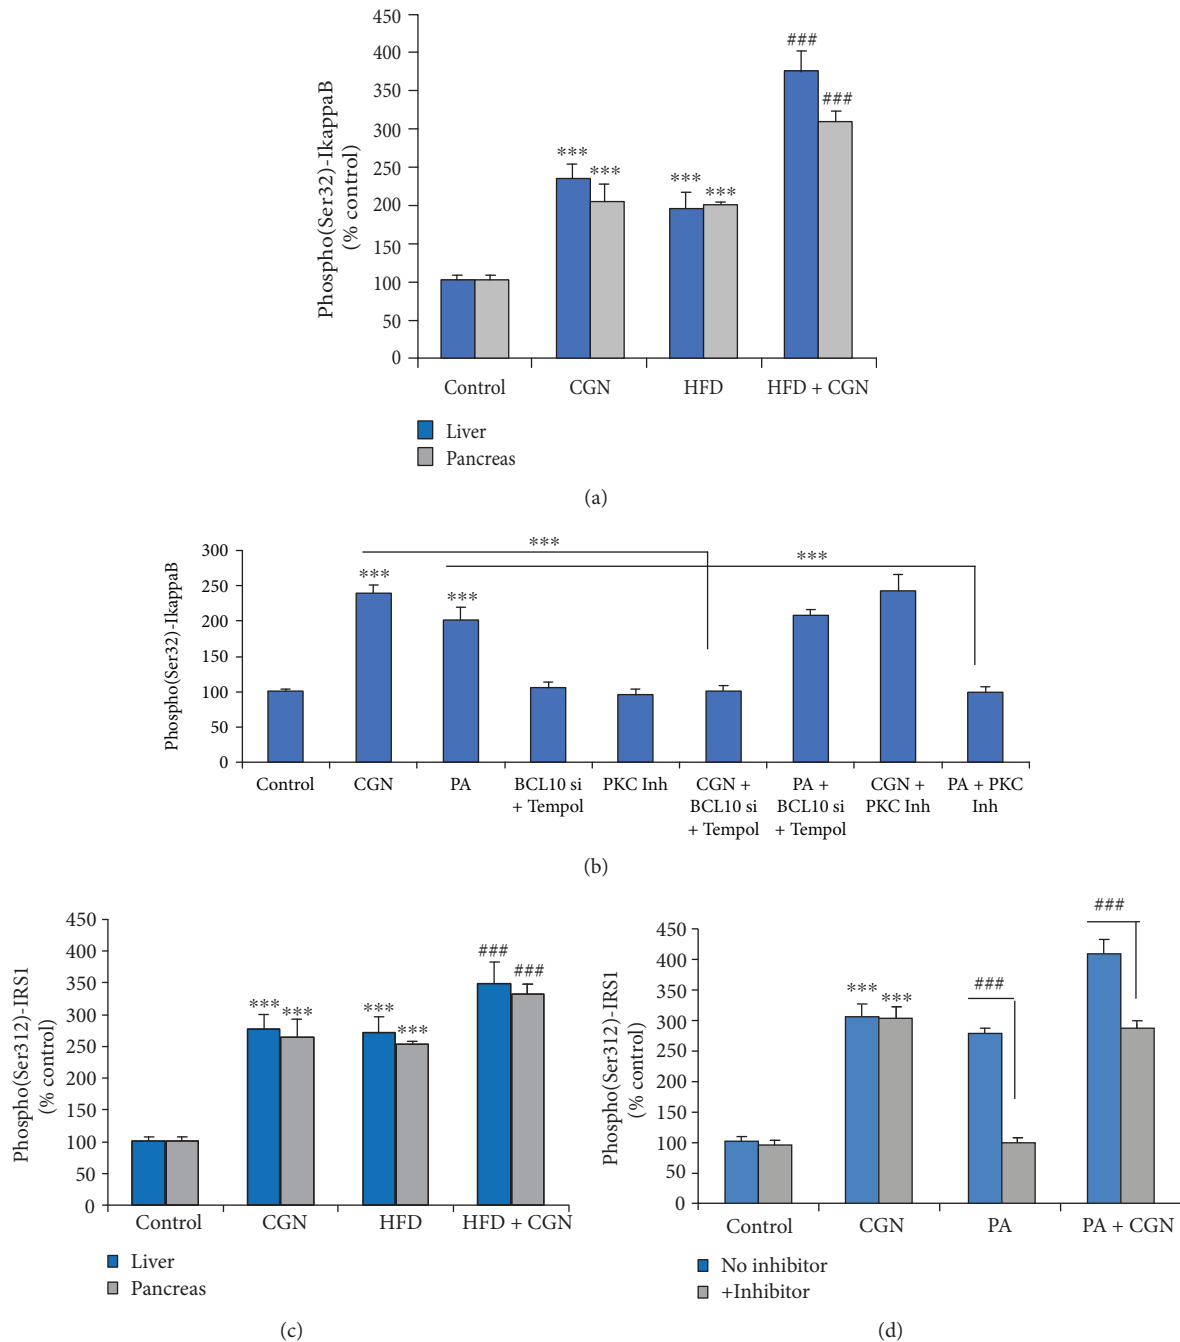 450
400
350
300
250
200
150
100
50
0
Phospho(Ser32)-IkappaB
(% control)
###
###
***
***
***
***
Control CGN HFD HFD + CGN
Liver
Pancreas
(a)
300
250
200
150
100
50
0
Phospho(Ser32)-IkappaB
***
***
***
***
Control CGN PA BCL10 si PKC Inh CGN + PA + CGN + PA + PKC
+ Tempol BCL10 si BCL10 si PKC Inh Inh
+ Tempol + Tempol
(b)
450
400
350
300
250
200
150
100
50
0
Phospho(Ser312)-IRS1
(% control)
***
***
***
***
###
###
Control CGN HFD HFD + CGN
Liver
Pancreas
(c)
450
400
350
300
250
200
150
100
50
0
Phospho(Ser312)-IRS1
(% control)
***
***
###
###
Control CGN PA PA + CGN
No inhibitor
+Inhibitor
(d)